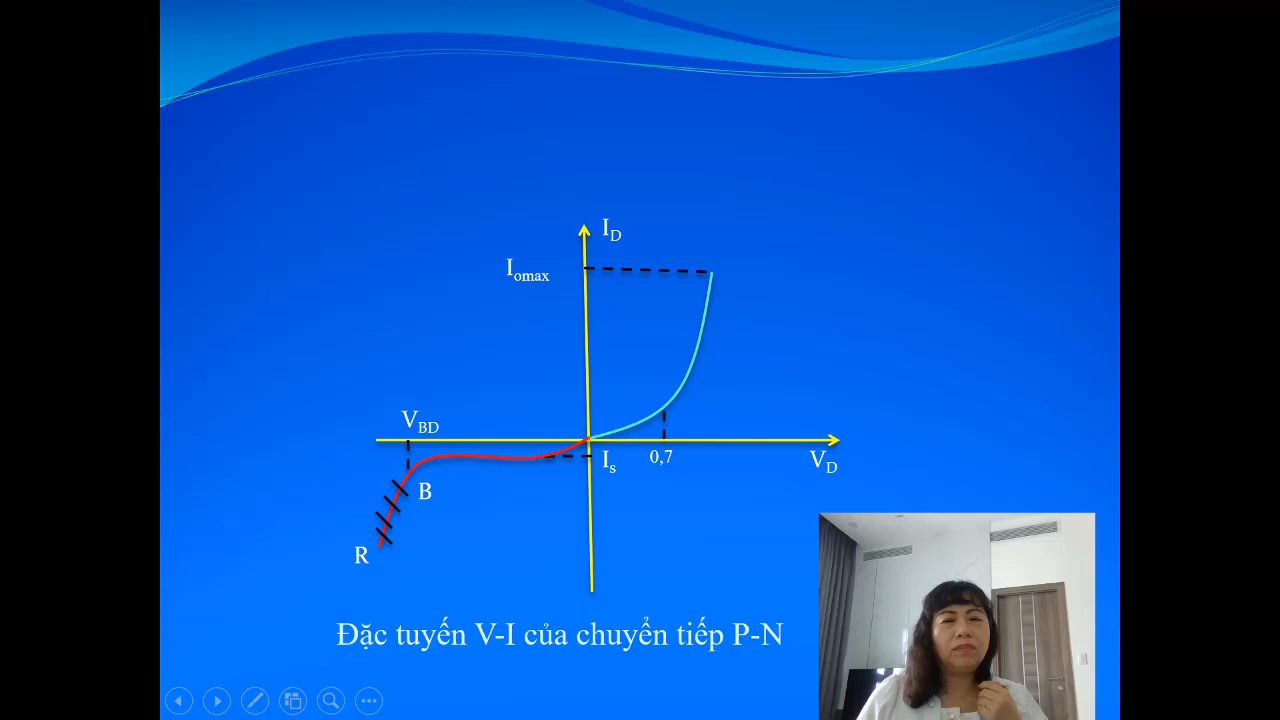 I_D
I_omax
V_BD
I_s
0,7
V_D
B
R
Đặc tuyến V-I của chuyển tiếp P-N